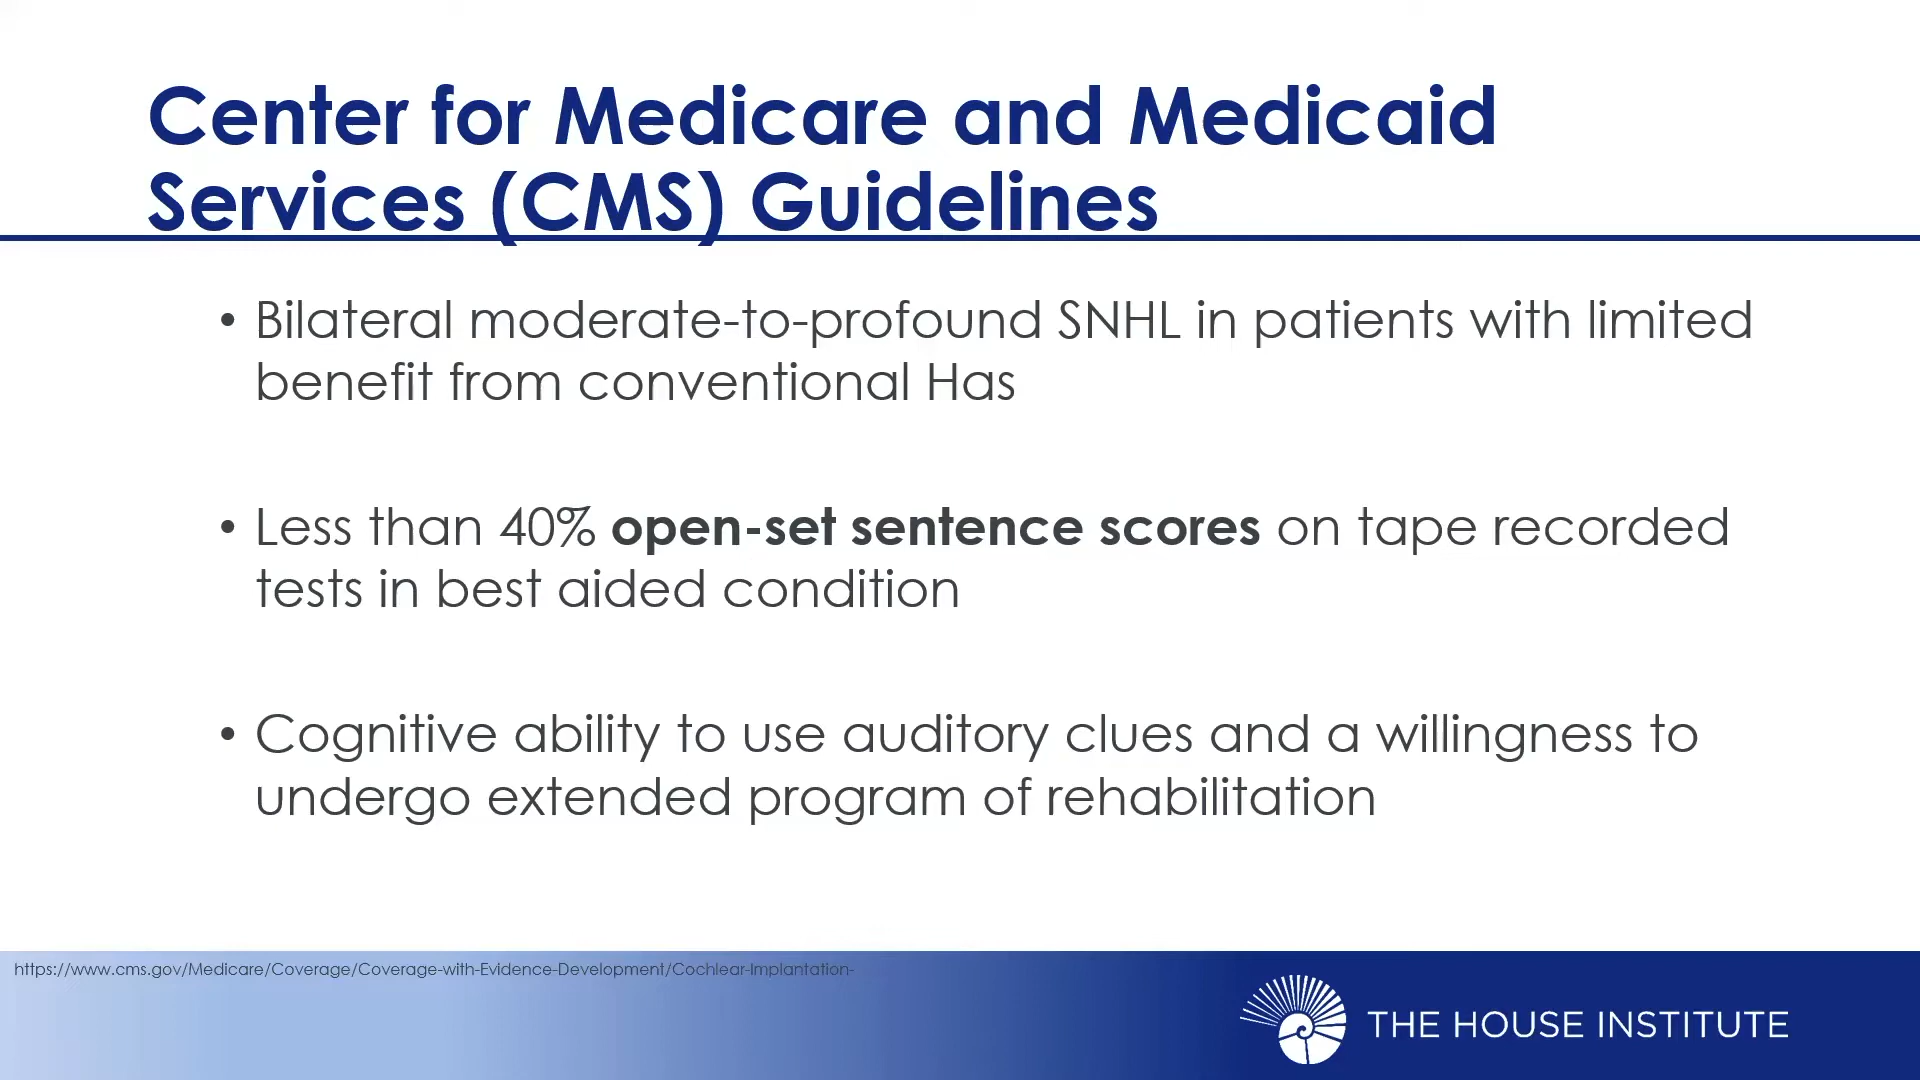 Center for Medicare and Medicaid
Services (CMS) Guidelines
• Bilateral moderate-to-profound SNHL in patients with limited
benefit from conventional Has
• Less than 40% open-set sentence scores on tape recorded
tests in best aided condition
• Cognitive ability to use auditory clues and a willingness to
undergo extended program of rehabilitation
https://www.cms.gov/Medicare/Coverage/Coverage-with-Evidence-Development/Cochlear-Implantation-
THE HOUSE INSTITUTE